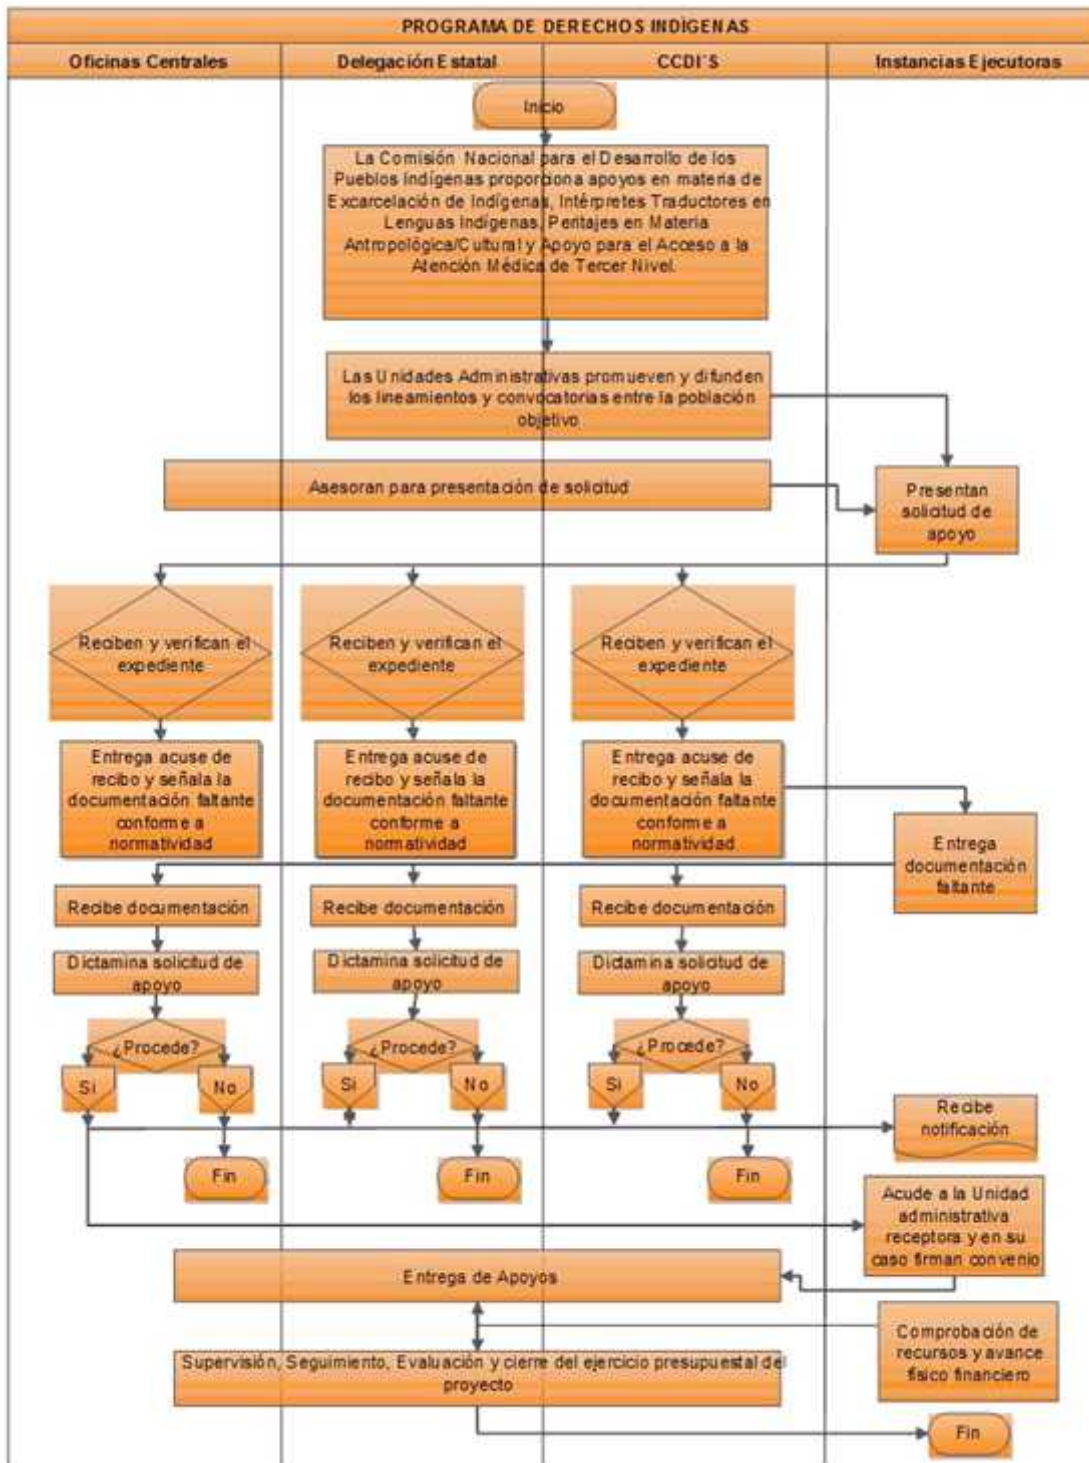 PROGRAMA DE DERECHOS INDÍGENAS
Oficinas Centrales
Delegación Estatal
CCDI´S
Instancias Ejecutoras
Inicio
La Comisión Nacional para el Desarrollo de los
Pueblos Indígenas proporciona apoyos en materia de
Excarcelación de Indígenas, Intérpretes Traductores en
Lenguas Indígenas, Peritajes en Materia
Antropológica/Cultural y Apoyo para el Acceso a la
Atención Médica de Tercer Nivel.
Las Unidades Administrativas promueven y difunden
los lineamientos y convocatorias entre la población
objetivo
Asesoran para presentación de solicitud
Presentan
solicitud de
apoyo
Reciben y verifican el
expediente
Reciben y verifican el
expediente
Reciben y verifican el
expediente
Entrega acuse de
recibo y señala la
documentación faltante
conforme a
normatividad
Entrega acuse de
recibo y señala la
documentación faltante
conforme a
normatividad
Entrega acuse de
recibo y señala la
documentación faltante
conforme a
normatividad
Entrega
documentación
faltante
Recibe documentación
Recibe documentación
Recibe documentación
Dictamina solicitud de
apoyo
Dictamina solicitud de
apoyo
Dictamina solicitud de
apoyo
¿Procede?
¿Procede?
¿Procede?
Si
No
Si
No
Si
No
Recibe
notificación
Fin
Fin
Fin
Acude a la Unidad
administrativa
receptora y en su
caso firman convenio
Entrega de Apoyos
Comprobación de
recursos y avance
físico financiero
Supervisión, Seguimiento, Evaluación y cierre del ejercicio presupuestal del
proyecto
Fin